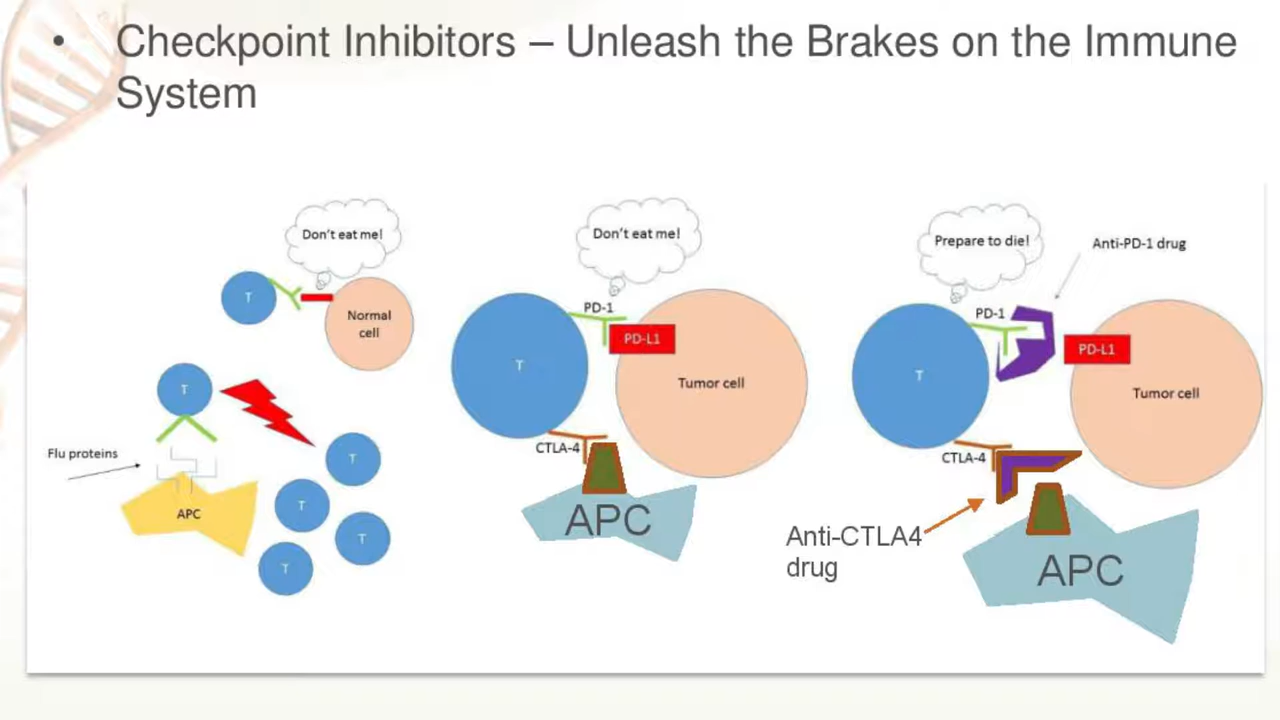 • Checkpoint Inhibitors – Unleash the Brakes on the Immune
System
Don't eat me!
T
Normal
cell
T
Flu proteins
APC
T
T
T
T
Don't eat me!
PD-1
PD-L1
T
Tumor cell
CTLA-4
APC
Prepare to die!
Anti-PD-1 drug
PD-1
PD-L1
T
Tumor cell
CTLA-4
Anti-CTLA4
drug
APC